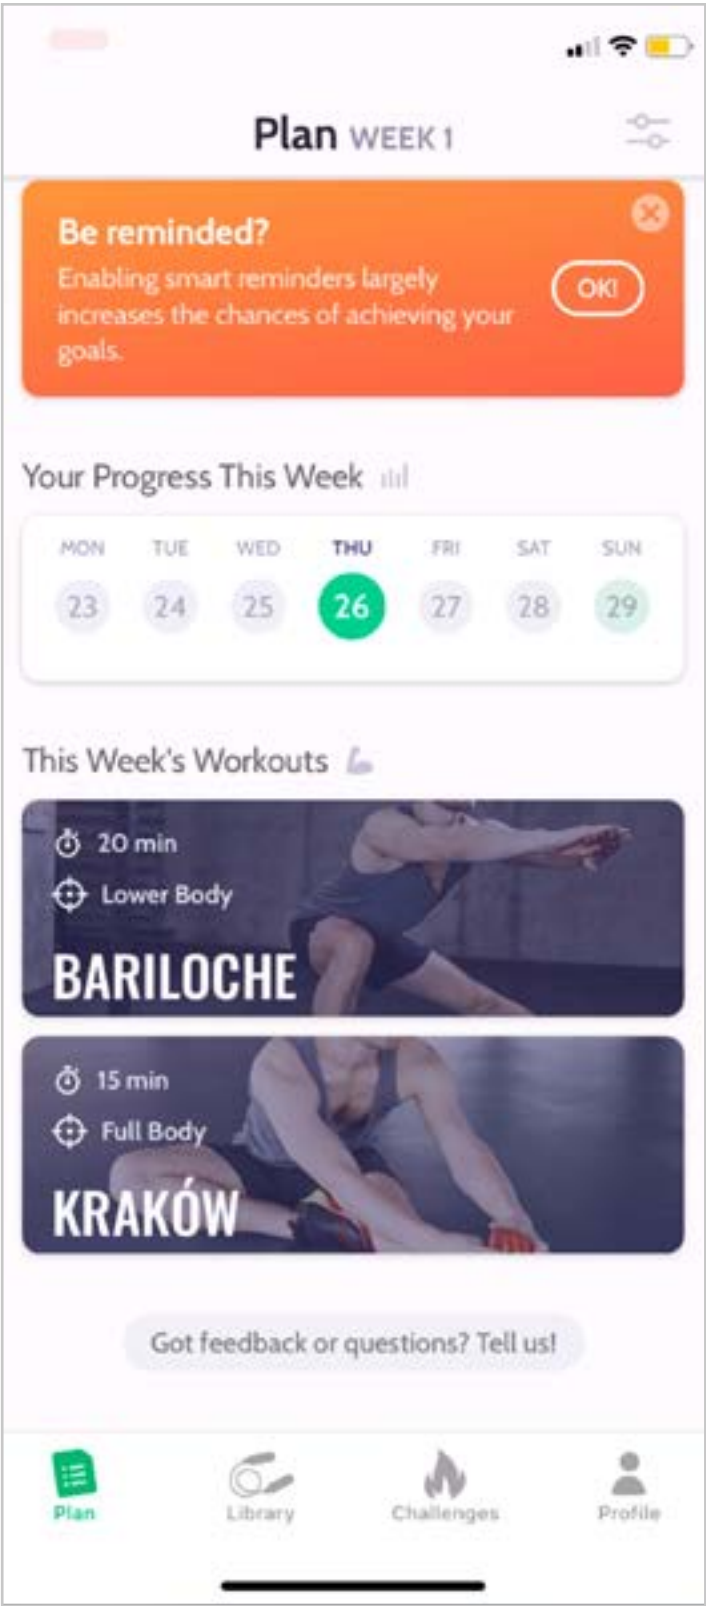 Plan WEEK 1
Be reminded?
Enabling smart reminders largely
increases the chances of achieving your
goals.
OK!
Your Progress This Week
MON TUE WED THU FRI SAT SUN
23 24 25 26 27 28 29
This Week's Workouts
20 min
Lower Body
BARILOCHE
15 min
Full Body
KRAKÓW
Got feedback or questions? Tell us!
Plan Library Challenges Profile